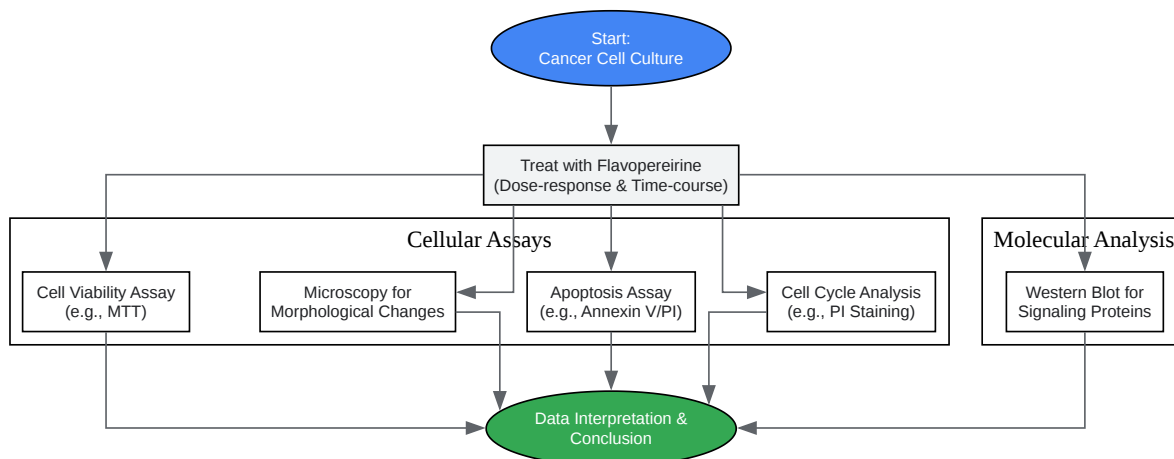 Start:
Cancer Cell Culture
Treat with Flavopereirine
(Dose-response & Time-course)
Cellular Assays
Molecular Analysis
Cell Viability Assay
(e.g., MTT)
Microscopy for
Morphological Changes
Apoptosis Assay
(e.g., Annexin V/PI)
Cell Cycle Analysis
(e.g., PI Staining)
Western Blot for
Signaling Proteins
Data Interpretation &
Conclusion